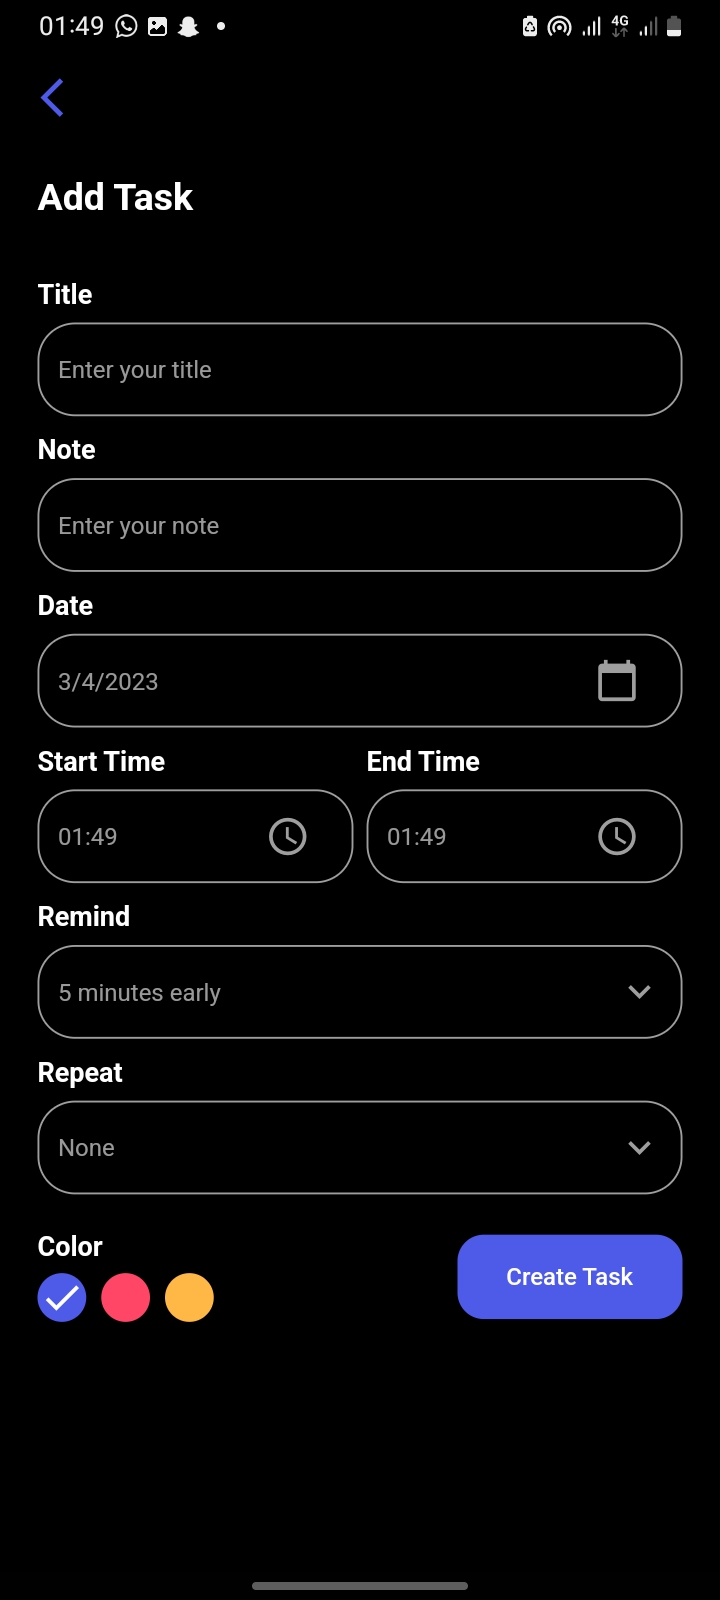 01:49
4G
Add Task
Title
Enter your title
Note
Enter your note
Date
3/4/2023
Start Time End Time
01:49 01:49
Remind
5 minutes early
Repeat
None
Color
Create Task